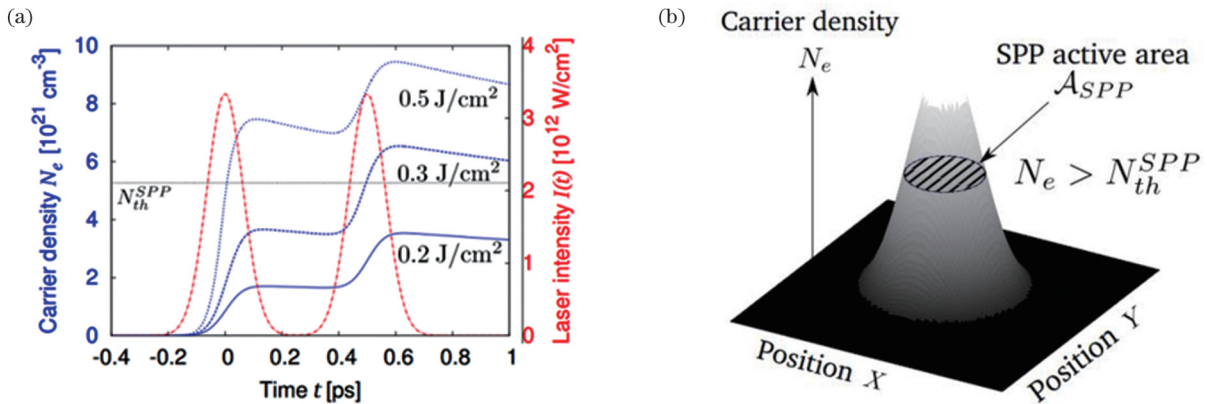 (a)
10
8
6
4
2
0
Carrier density N_e [10^21 cm^-3]
4
3
2
1
0
Laser intensity I(t) [10^12 W/cm^2]
0.5 J/cm^2
0.3 J/cm^2
N_th^SPP
0.2 J/cm^2
-0.4 -0.2 0 0.2 0.4 0.6 0.8 1
Time t [ps]
(b)
Carrier density
N_e
SPP active area
A_SPP
N_e > N_th^SPP
Position X
Position Y